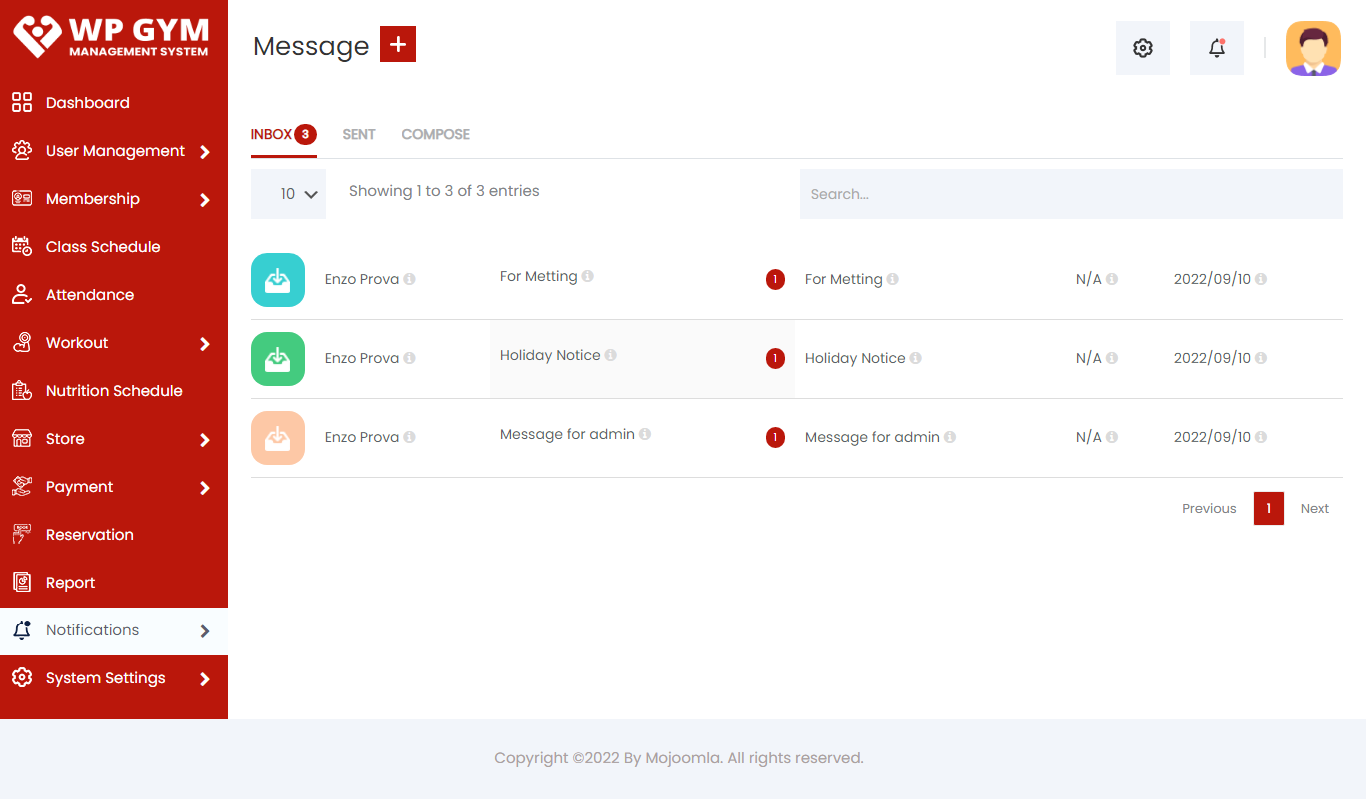 WP GYM
MANAGEMENT SYSTEM
Dashboard
User Management
Membership
Class Schedule
Attendance
Workout
Nutrition Schedule
Store
Payment
Reservation
Report
Notifications
System Settings
Message +
INBOX 3 SENT COMPOSE
10 Showing 1 to 3 of 3 entries Search...
Enzo Prova For Metting 1 For Metting N/A 2022/09/10
Enzo Prova Holiday Notice 1 Holiday Notice N/A 2022/09/10
Enzo Prova Message for admin 1 Message for admin N/A 2022/09/10
Previous 1 Next
Copyright ©2022 By Mojoomla. All rights reserved.